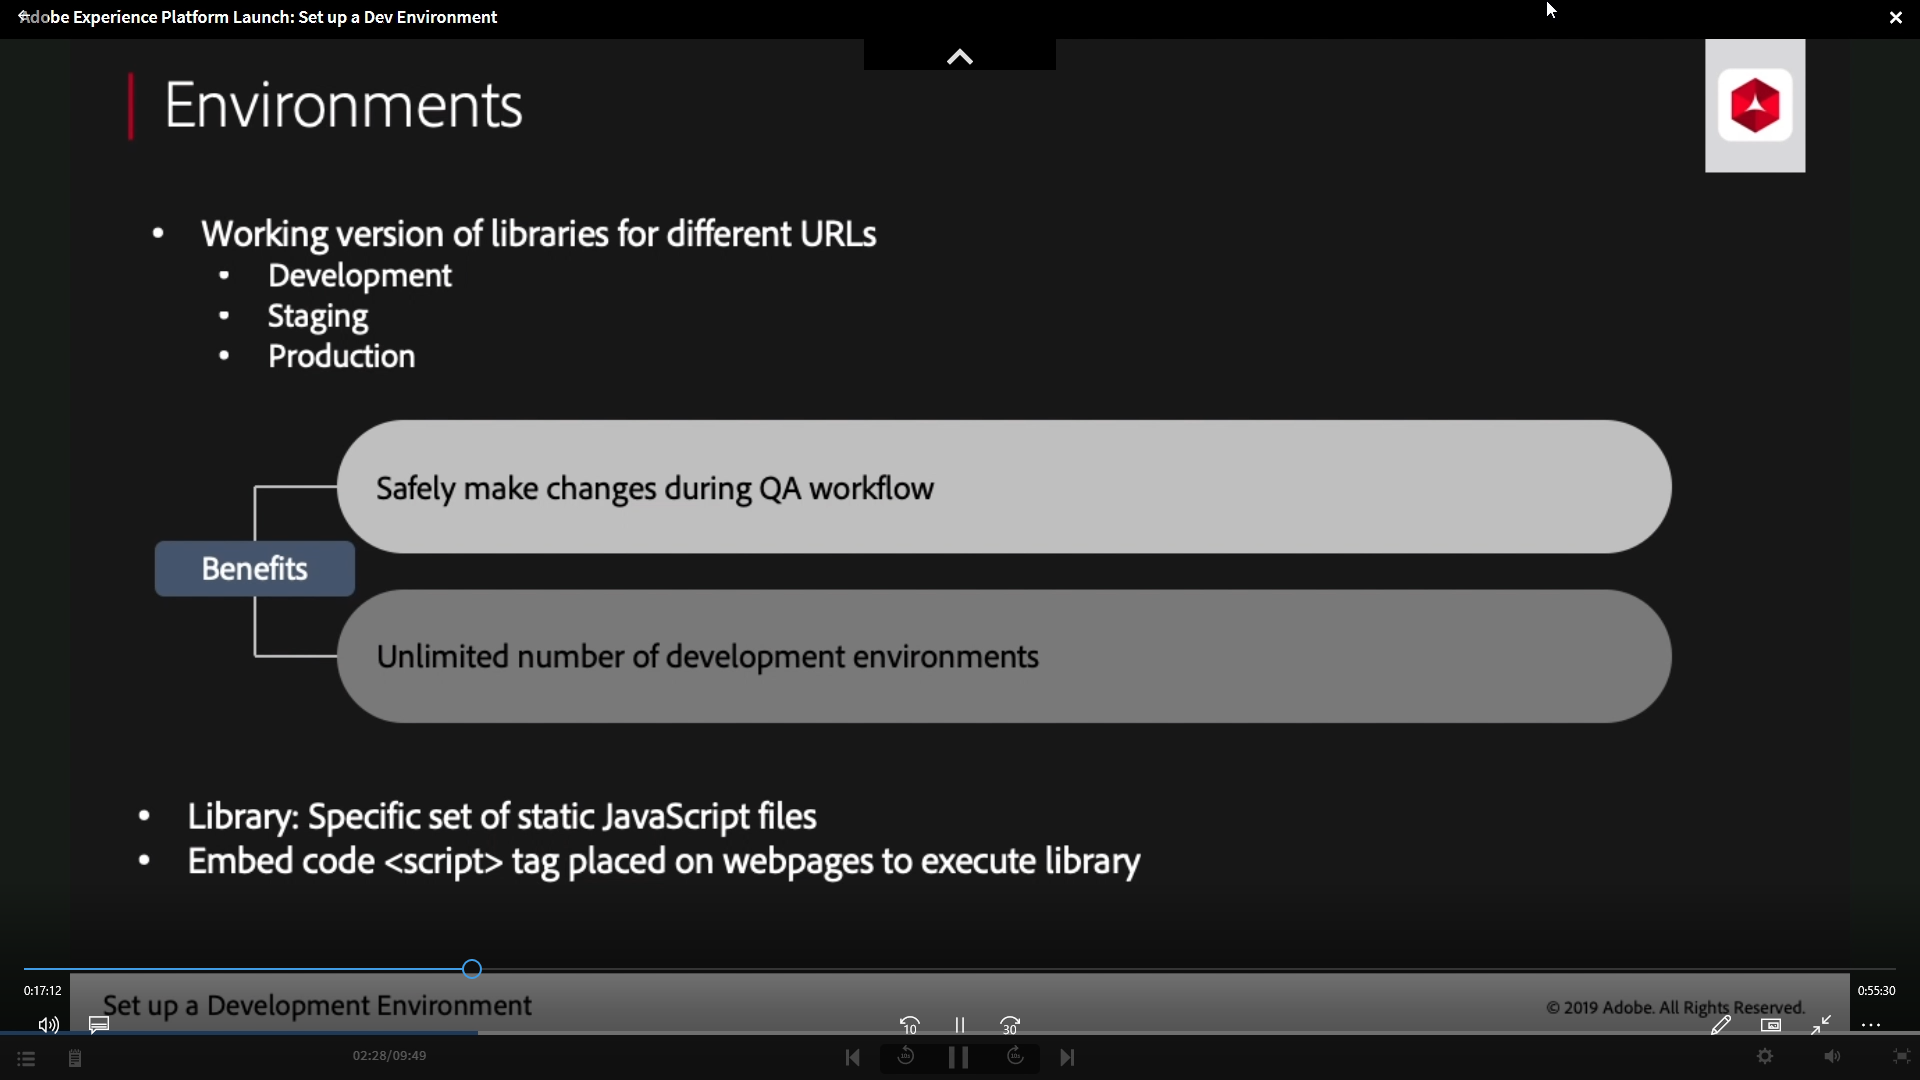 Adobe Experience Platform Launch: Set up a Dev Environment
Environments
• Working version of libraries for different URLs
• Development
• Staging
• Production
Safely make changes during QA workflow
Benefits
Unlimited number of development environments
• Library: Specific set of static JavaScript files
• Embed code <script> tag placed on webpages to execute library
0:17:12
0:55:30
Set up a Development Environment
© 2019 Adobe. All Rights Reserved.
10
30
02:28/09:49
10s
10s